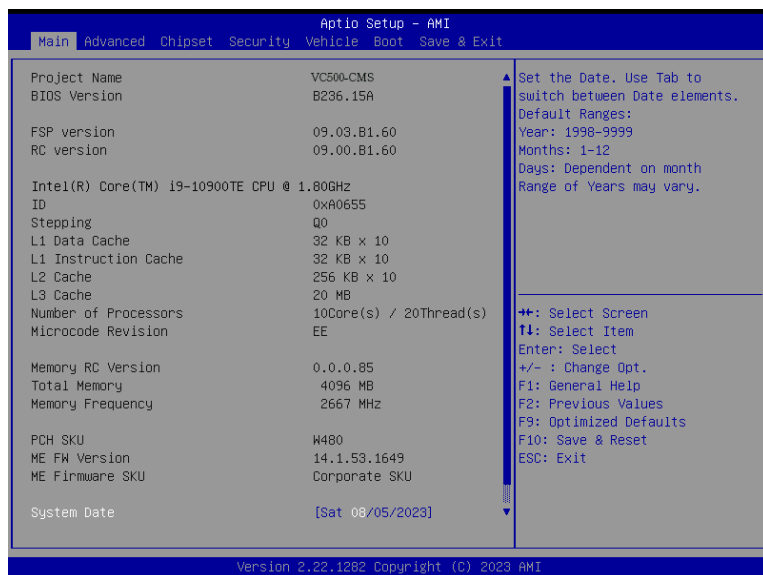 Aptio Setup – AMI
Main Advanced Chipset Security Vehicle Boot Save & Exit
Project Name VC500-CMS
BIOS Version B236.15A
FSP version 09.03.B1.60
RC version 09.00.B1.60
Intel(R) Core(TM) i9-10900TE CPU @ 1.80GHz
ID 0xA0655
Stepping Q0
L1 Data Cache 32 KB x 10
L1 Instruction Cache 32 KB x 10
L2 Cache 256 KB x 10
L3 Cache 20 MB
Number of Processors 10Core(s) / 20Thread(s)
Microcode Revision EE
Memory RC Version 0.0.0.85
Total Memory 4096 MB
Memory Frequency 2667 MHz
PCH SKU W480
ME FW Version 14.1.53.1649
ME Firmware SKU Corporate SKU
System Date [Sat 08/05/2023]
Set the Date. Use Tab to
switch between Date elements.
Default Ranges:
Year: 1998-9999
Months: 1-12
Days: Dependent on month
Range of Years may vary.
→←: Select Screen
↑↓: Select Item
Enter: Select
+/- : Change Opt.
F1: General Help
F2: Previous Values
F9: Optimized Defaults
F10: Save & Reset
ESC: Exit
Version 2.22.1282 Copyright (C) 2023 AMI